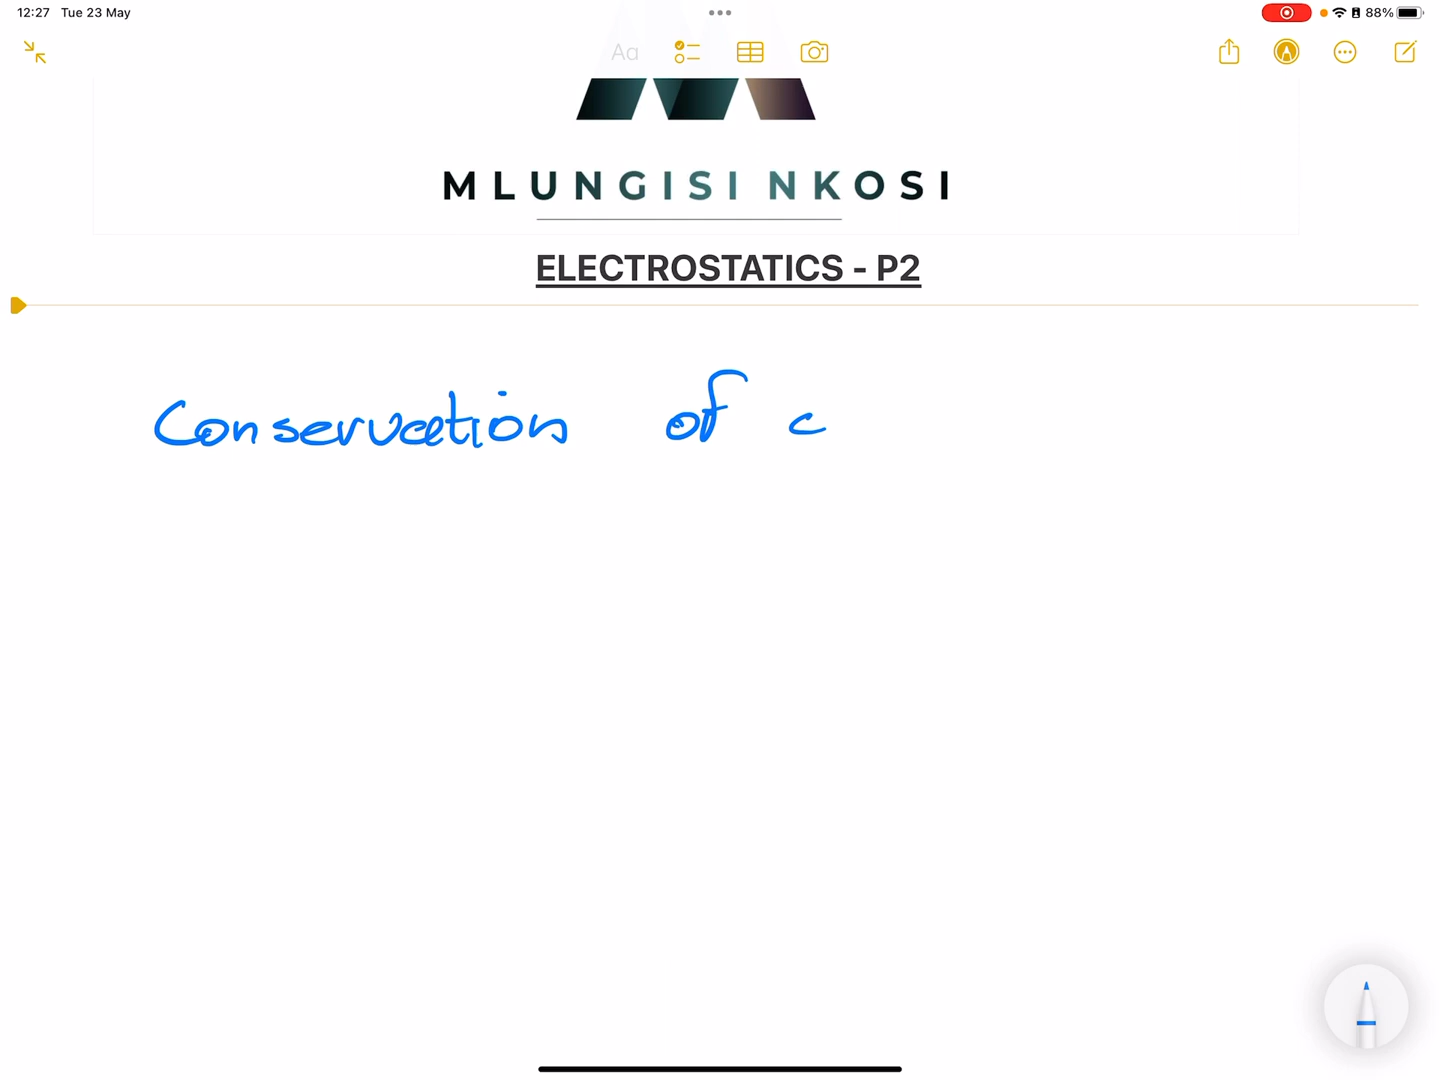 12:27 Tue 23 May 88%
Aa
MLUNGISI NKOSI
ELECTROSTATICS - P2
Conservation of c